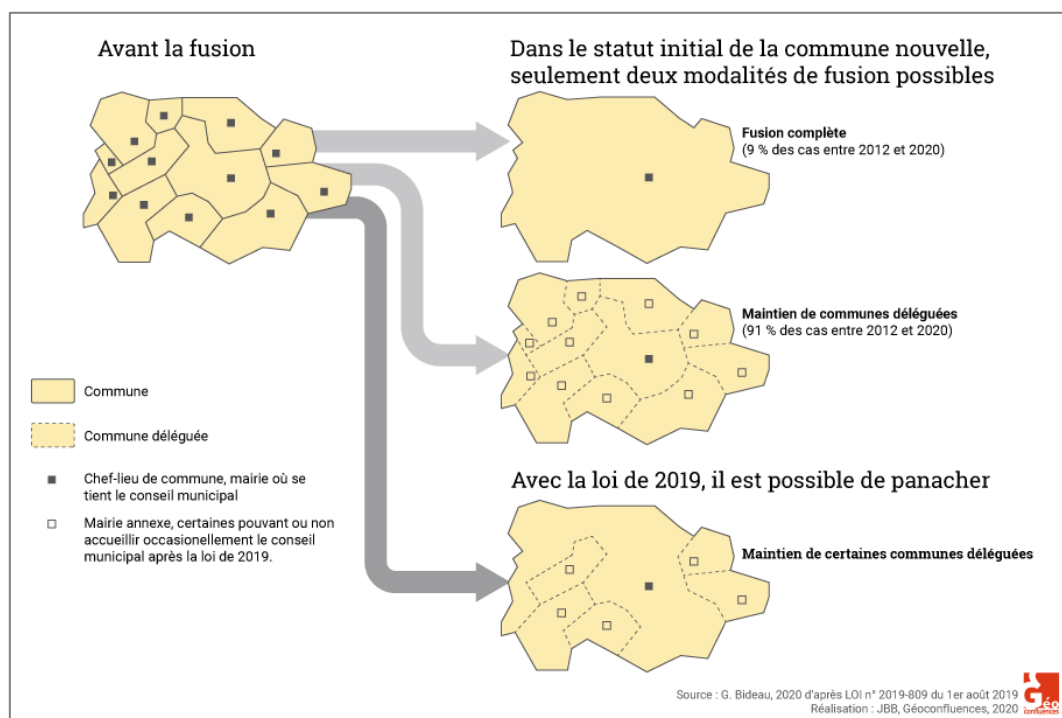 Avant la fusion
Dans le statut initial de la commune nouvelle,
seulement deux modalités de fusion possibles
Fusion complète
(9 % des cas entre 2012 et 2020)
Maintien de communes déléguées
(91 % des cas entre 2012 et 2020)
Commune
Commune déléguée
Chef-lieu de commune, mairie où se
tient le conseil municipal
Mairie annexe, certaines pouvant ou non
accueillir occasionellement le conseil
municipal après la loi de 2019.
Avec la loi de 2019, il est possible de panacher
Maintien de certaines communes déléguées
Source : G. Bideau, 2020 d'après LOI n° 2019-809 du 1er août 2019
Réalisation : JBB, Géoconfluences, 2020
Géo
confluences